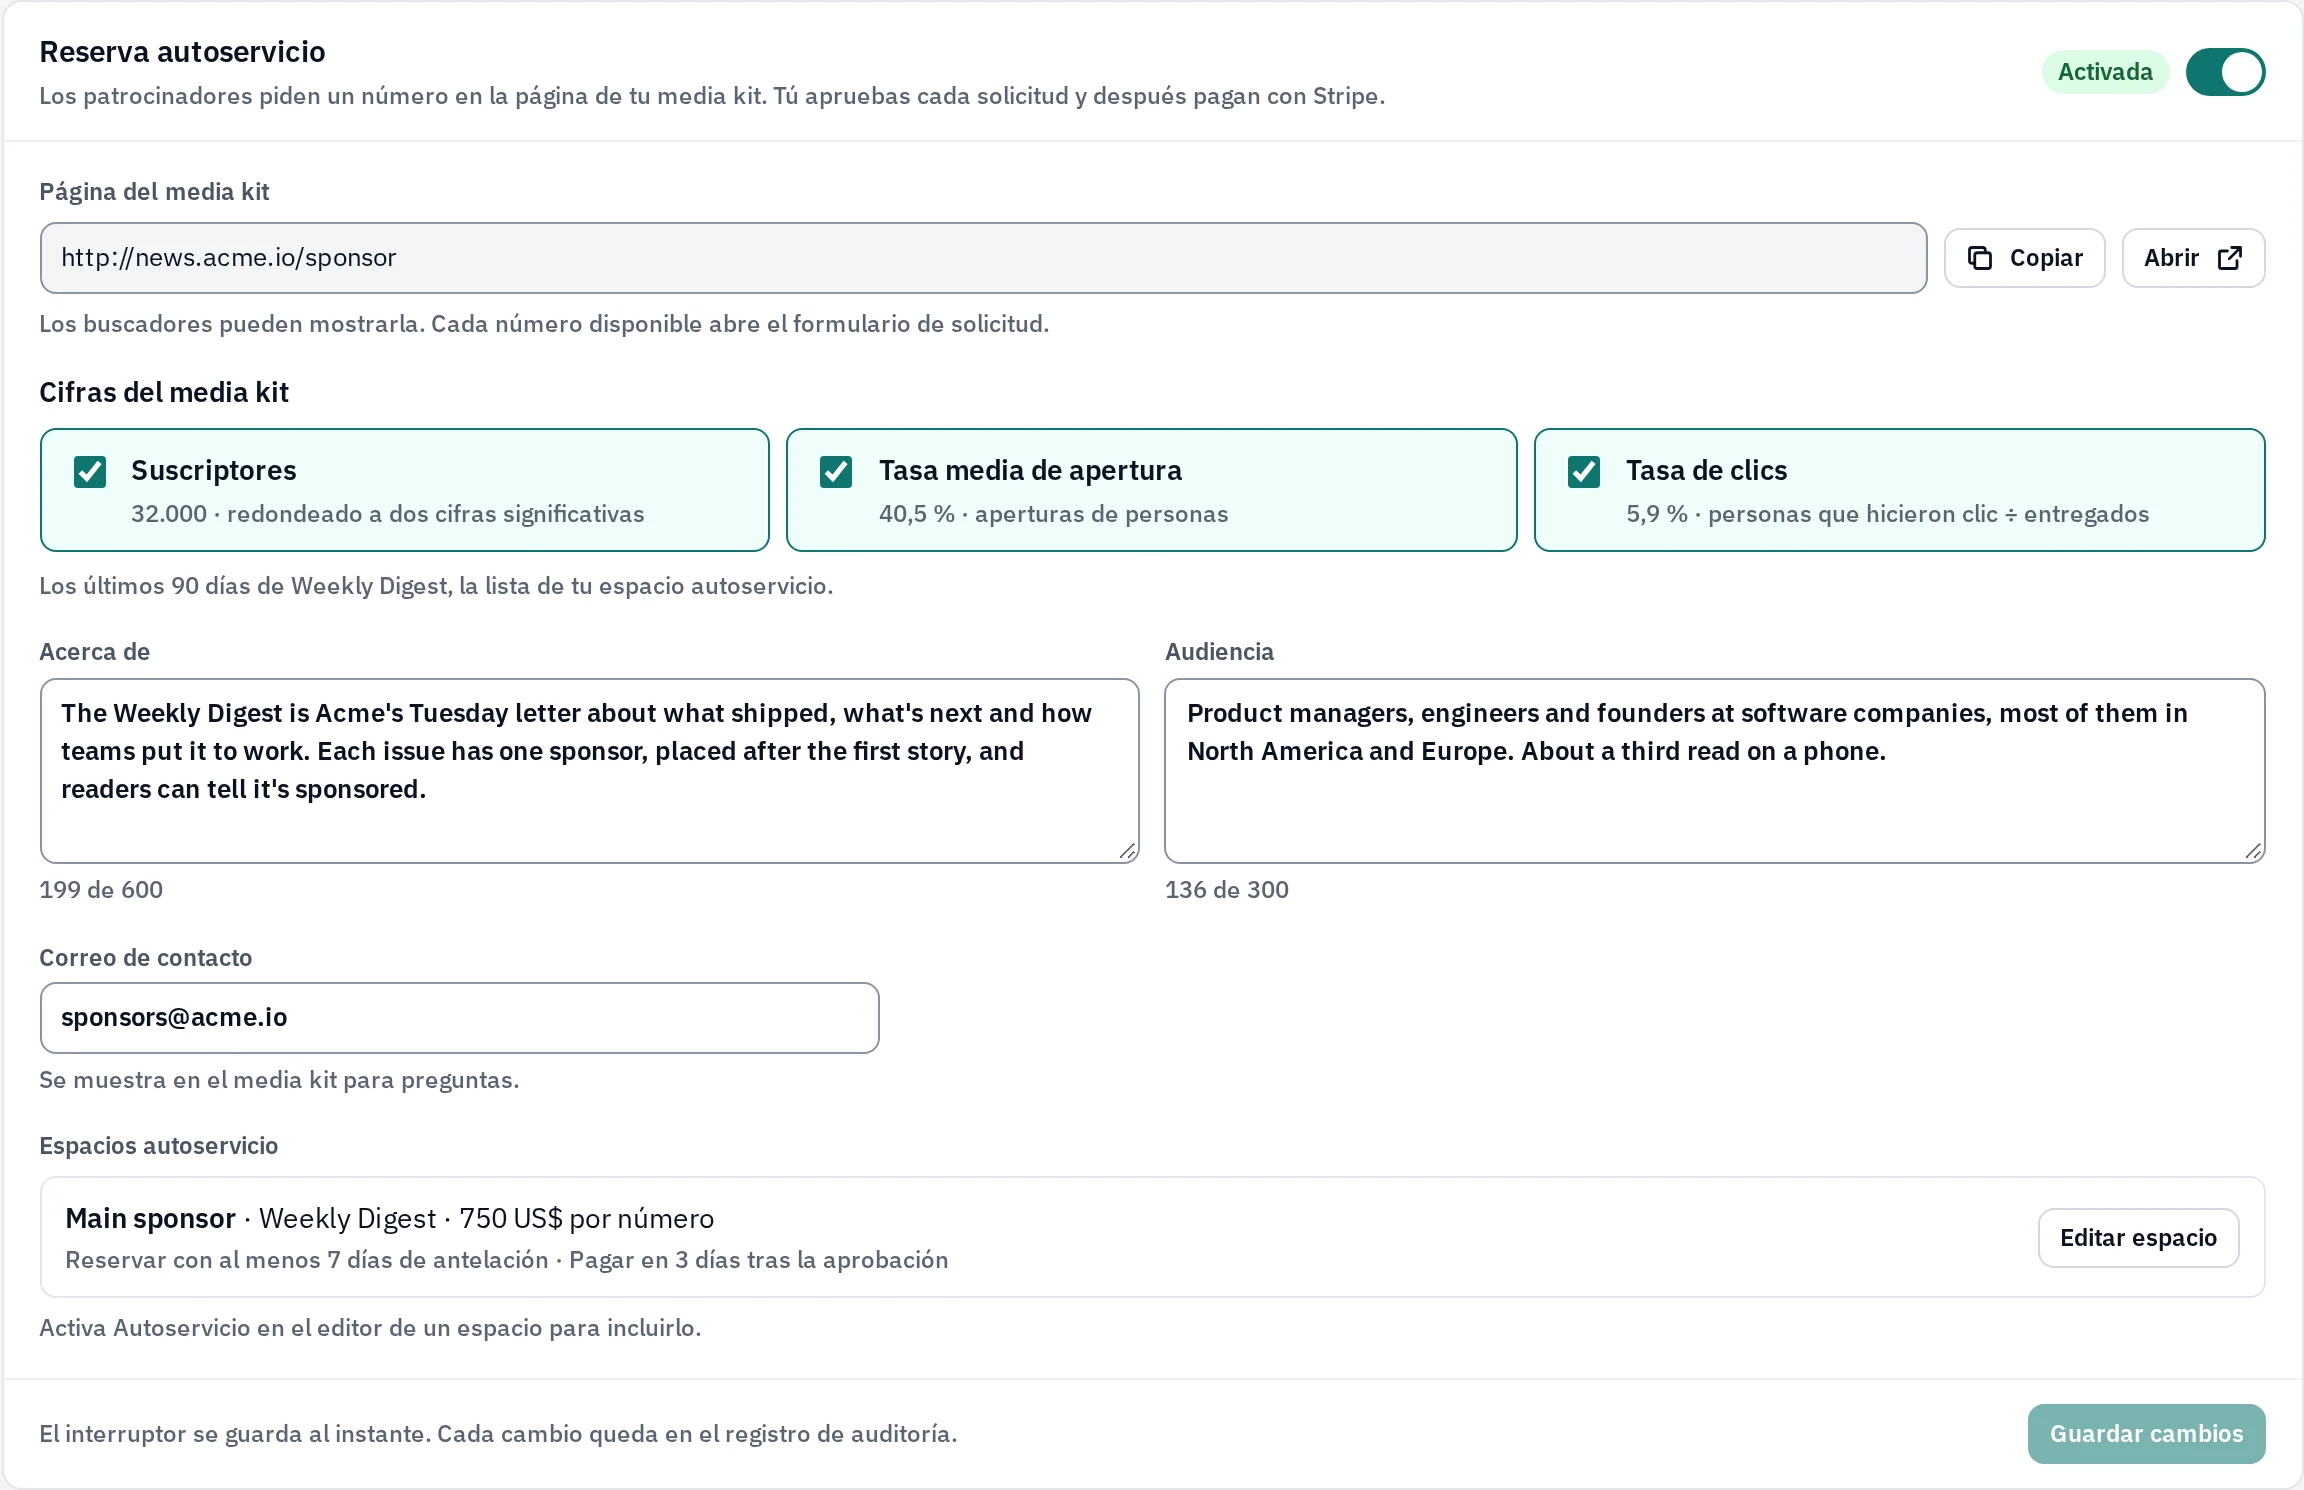 Reserva autoservicio
Los patrocinadores piden un número en la página de tu media kit. Tú apruebas cada solicitud y después pagan con Stripe.
Activada
Página del media kit
http://news.acme.io/sponsor
Copiar
Abrir
Los buscadores pueden mostrarla. Cada número disponible abre el formulario de solicitud.
Cifras del media kit
Suscriptores
32.000 · redondeado a dos cifras significativas
Tasa media de apertura
40,5 % · aperturas de personas
Tasa de clics
5,9 % · personas que hicieron clic ÷ entregados
Los últimos 90 días de Weekly Digest, la lista de tu espacio autoservicio.
Acerca de
The Weekly Digest is Acme's Tuesday letter about what shipped, what's next and how
teams put it to work. Each issue has one sponsor, placed after the first story, and
readers can tell it's sponsored.
199 de 600
Audiencia
Product managers, engineers and founders at software companies, most of them in
North America and Europe. About a third read on a phone.
136 de 300
Correo de contacto
sponsors@acme.io
Se muestra en el media kit para preguntas.
Espacios autoservicio
Main sponsor · Weekly Digest · 750 US$ por número
Reservar con al menos 7 días de antelación · Pagar en 3 días tras la aprobación
Editar espacio
Activa Autoservicio en el editor de un espacio para incluirlo.
El interruptor se guarda al instante. Cada cambio queda en el registro de auditoría.
Guardar cambios